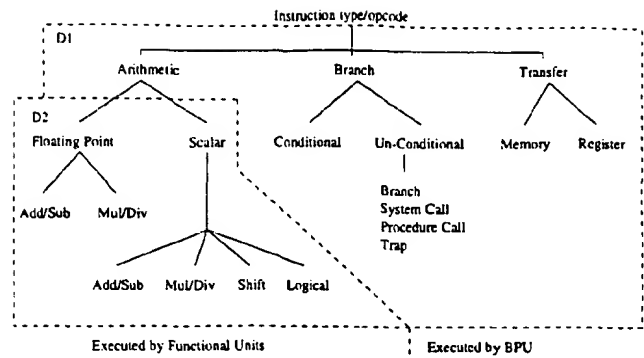 Instruction type/opcode
D1
Arithmetic Branch Transfer
D2
Floating Point Scalar Conditional Un-Conditional Memory Register
Branch
System Call
Procedure Call
Trap
Add/Sub Mul/Div
Add/Sub Mul/Div Shift Logical
Executed by Functional Units Executed by BPU